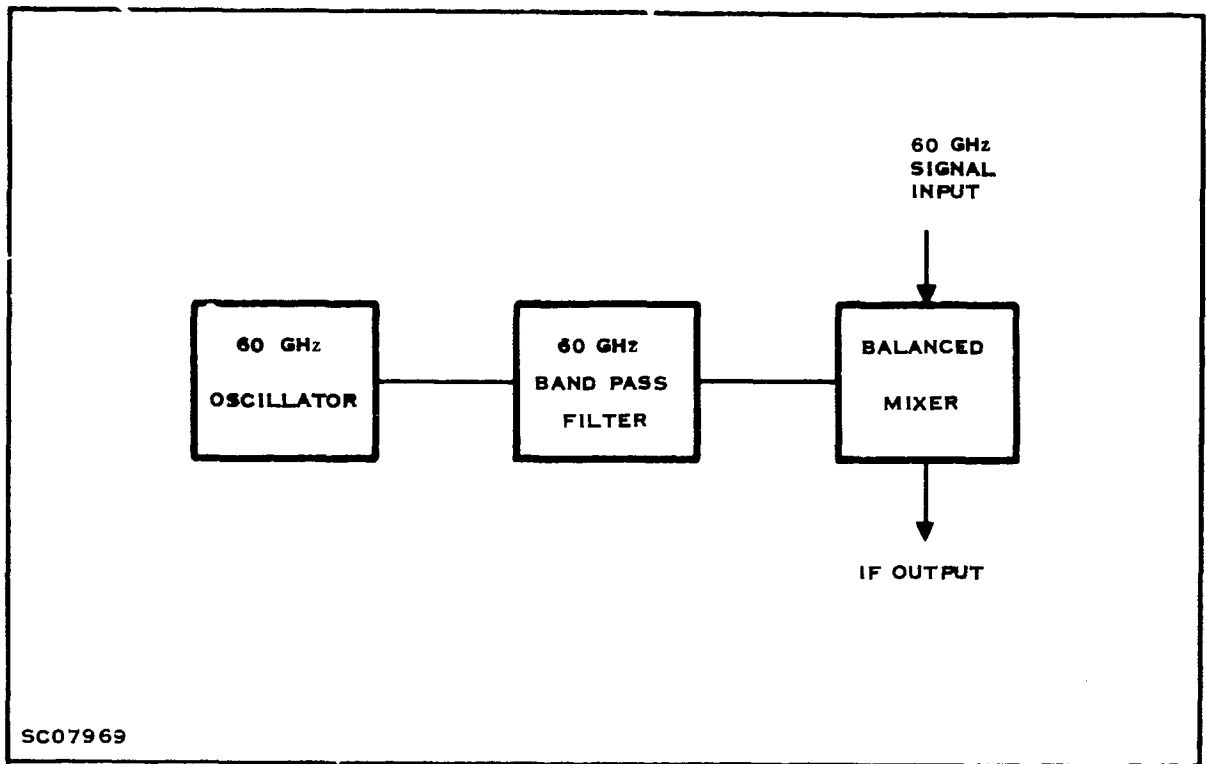 60 GHz
SIGNAL
INPUT
60 GHz
OSCILLATOR
60 GHz
BAND PASS
FILTER
BALANCED
MIXER
IF OUTPUT
SC07969